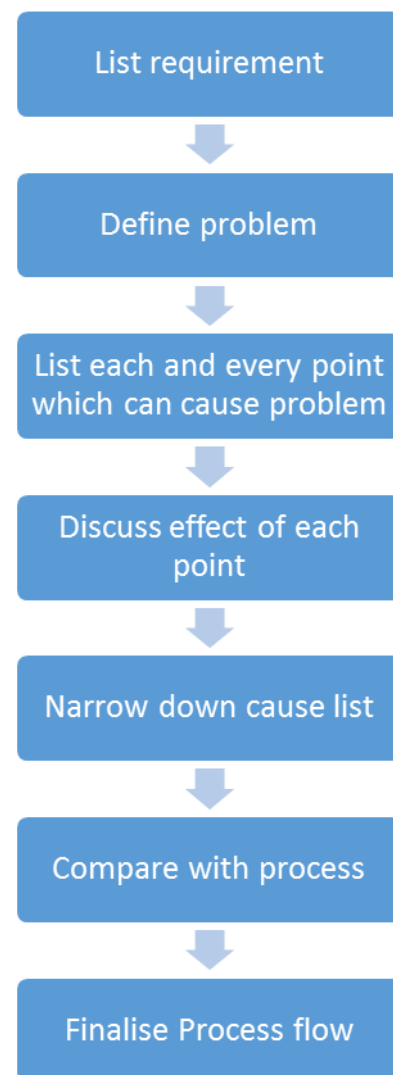 List requirement
Define problem
List each and every point
which can cause problem
Discuss effect of each
point
Narrow down cause list
Compare with process
Finalise Process flow